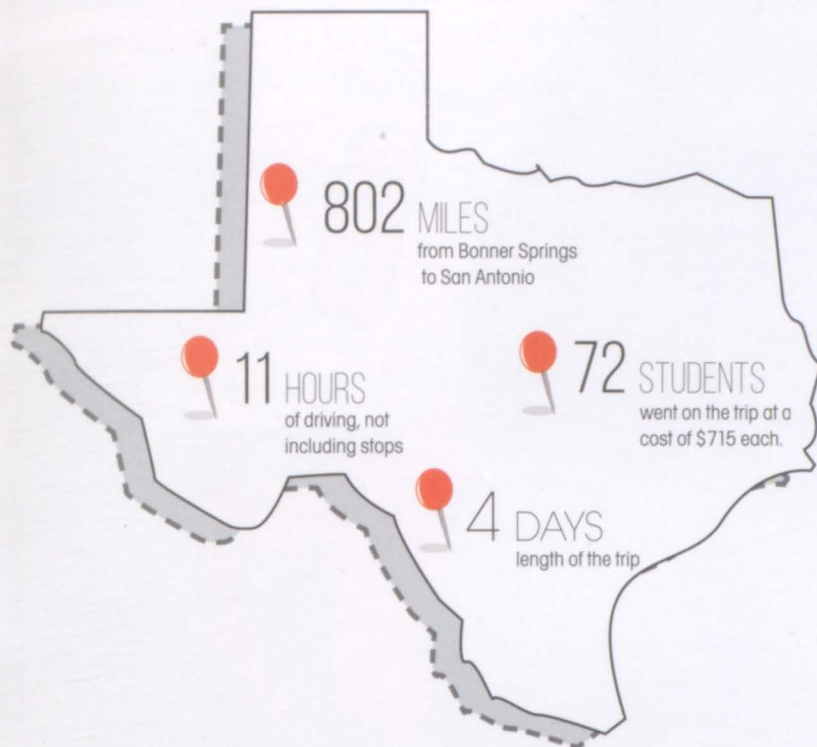 802 MILES
from Bonner Springs
to San Antonio
11 HOURS
of driving, not
including stops
72 STUDENTS
went on the trip at a
cost of $715 each.
4 DAYS
length of the trip